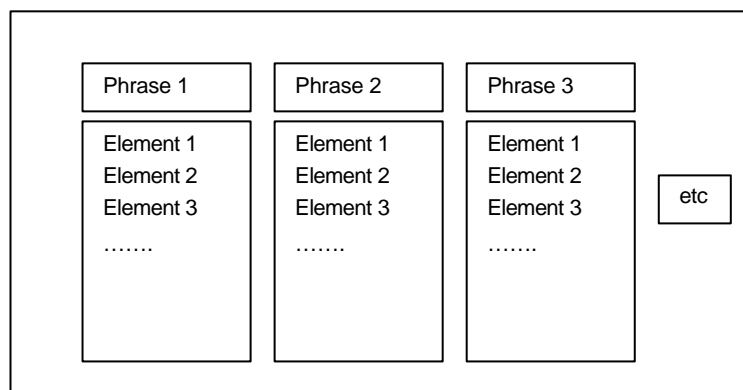 Phrase 1
Phrase 2
Phrase 3
Element 1
Element 2
Element 3
.......
Element 1
Element 2
Element 3
.......
Element 1
Element 2
Element 3
.......
etc